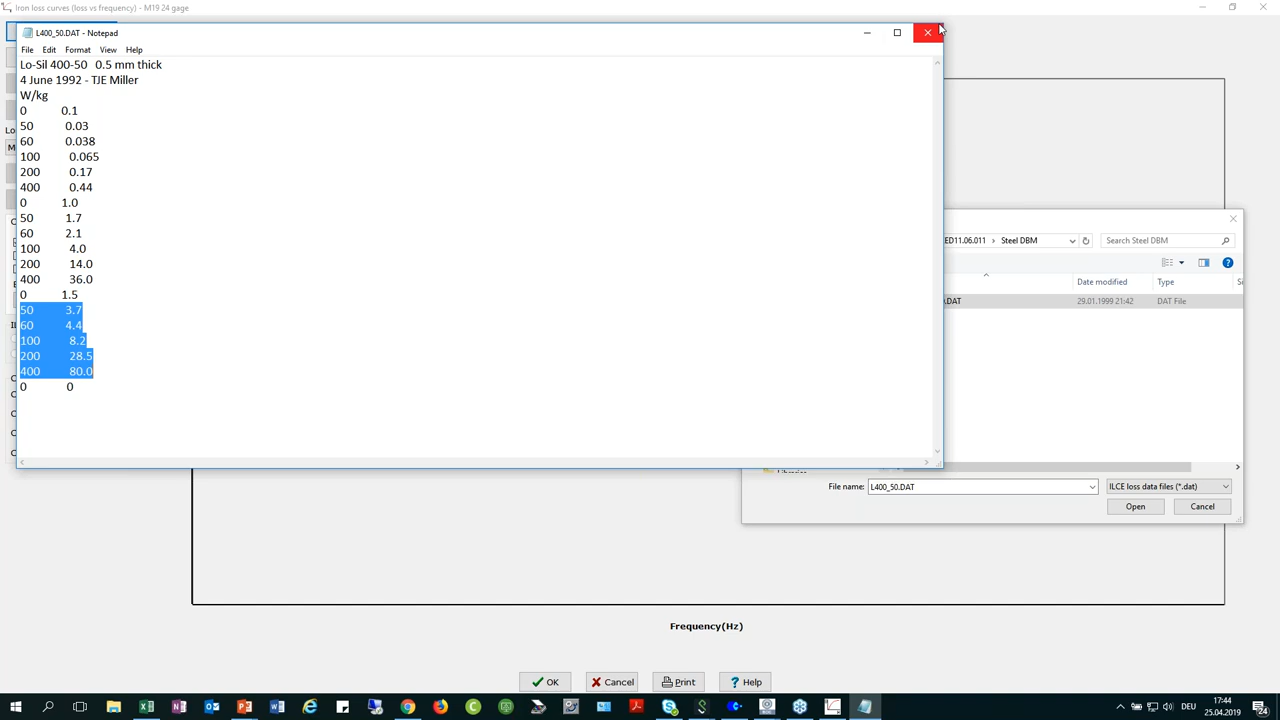 Iron loss curves (loss vs frequency) - M19 24 gage
L400_50.DAT - Notepad
File Edit Format View Help
Lo-Sil 400-50 0.5 mm thick
4 June 1992 - TJE Miller
W/kg
0 0.1
50 0.03
60 0.038
100 0.065
200 0.17
400 0.44
0 1.0
50 1.7
60 2.1
100 4.0
200 14.0
400 36.0
0 1.5
50 3.7
60 4.4
100 8.2
200 28.5
400 80.0
0 0
ED11.06.011 > Steel DBM
Search Steel DBM
Date modified Type
.DAT 29.01.1999 21:42 DAT File
File name: L400_50.DAT ILCE loss data files (*.dat)
Open Cancel
Frequency(Hz)
OK Cancel Print Help
DEU
17:44
25.04.2019
24